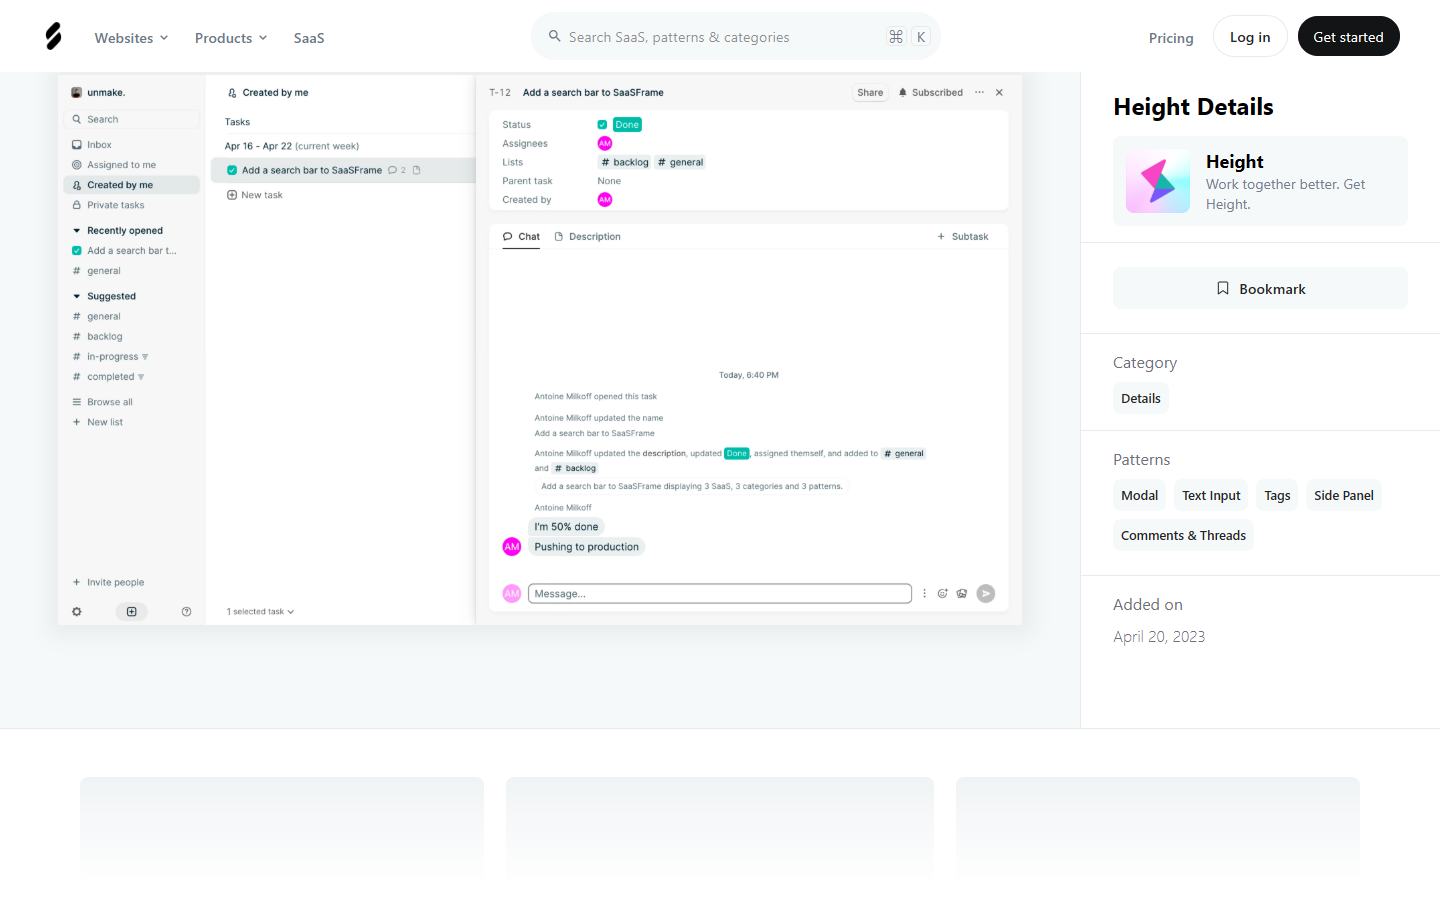 Websites
Products
SaaS
Search SaaS, patterns & categories
⌘ K
Pricing
Log in
Get started
unmake.
Search
Inbox
Assigned to me
Created by me
Private tasks
Recently opened
Add a search bar t...
# general
Suggested
# general
# backlog
# in-progress
# completed
Browse all
+ New list
+ Invite people
Created by me
Tasks
Apr 16 - Apr 22 (current week)
Add a search bar to SaaSFrame 2
New task
1 selected task
T-12 Add a search bar to SaaSFrame
Share
Subscribed
Status Done
Assignees AM
Lists # backlog # general
Parent task None
Created by AM
Chat
Description
+ Subtask
Today, 6:40 PM
Antoine Milkoff opened this task
Antoine Milkoff updated the name
Add a search bar to SaaSFrame
Antoine Milkoff updated the description, updated Done, assigned themself, and added to # general
and # backlog
Add a search bar to SaaSFrame displaying 3 SaaS, 3 categories and 3 patterns.
Antoine Milkoff
I'm 50% done
AM Pushing to production
AM Message...
Height Details
Height
Work together better. Get
Height.
Bookmark
Category
Details
Patterns
Modal Text Input Tags Side Panel
Comments & Threads
Added on
April 20, 2023